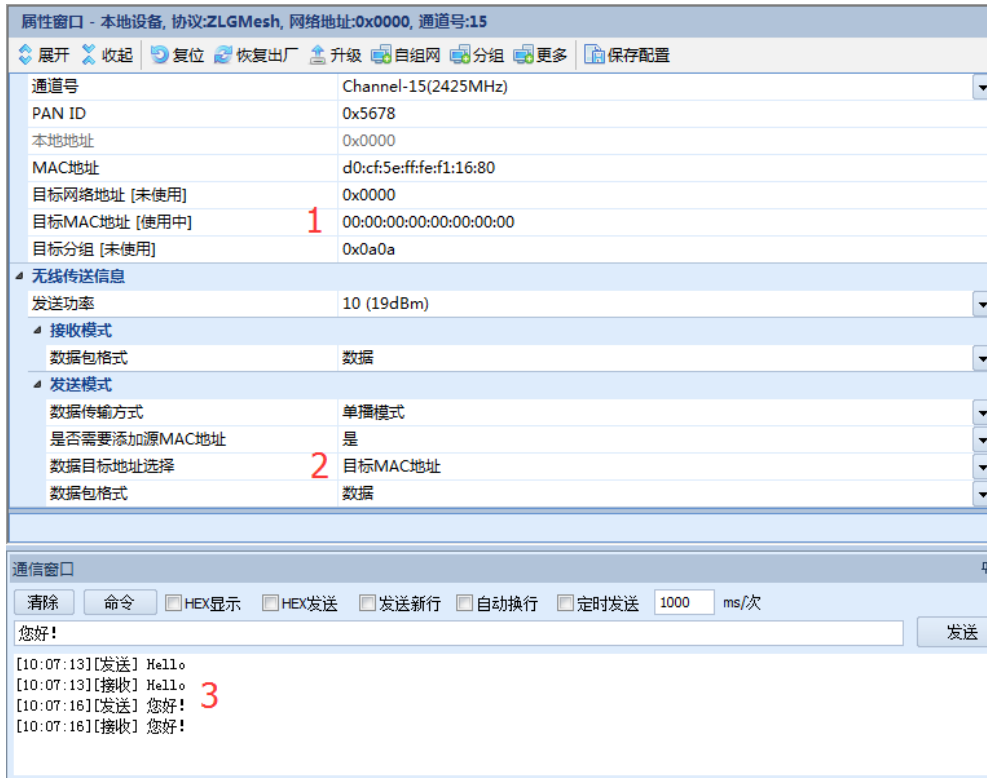 属性窗口 - 本地设备, 协议:ZLGMesh, 网络地址:0x0000, 通道号:15
展开 收起 复位 恢复出厂 升级 自组网 分组 更多 保存配置
通道号 Channel-15(2425MHz)
PAN ID 0x5678
本地地址 0x0000
MAC地址 d0:cf:5e:ff:fe:f1:16:80
目标网络地址 [未使用] 0x0000
目标MAC地址 [使用中] 1 00:00:00:00:00:00:00:00
目标分组 [未使用] 0x0a0a
无线传送信息
发送功率 10 (19dBm)
接收模式
数据包格式 数据
发送模式
数据传输方式 单播模式
是否需要添加源MAC地址 是
数据目标地址选择 2 目标MAC地址
数据包格式 数据
通信窗口
清除 命令 HEX显示 HEX发送 发送新行 自动换行 定时发送 1000 ms/次
您好! 发送
[10:07:13][发送] Hello
[10:07:13][接收] Hello
[10:07:16][发送] 您好! 3
[10:07:16][接收] 您好!